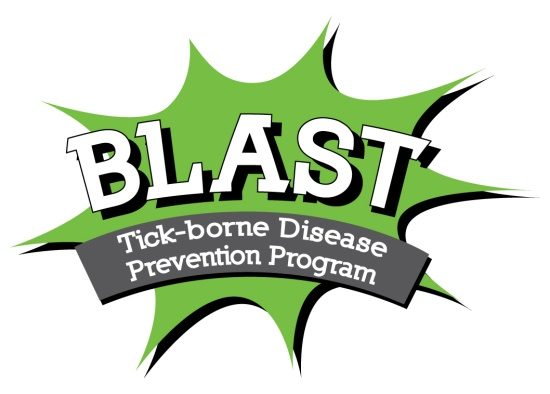 BLAST
Tick-borne Disease
Prevention Program